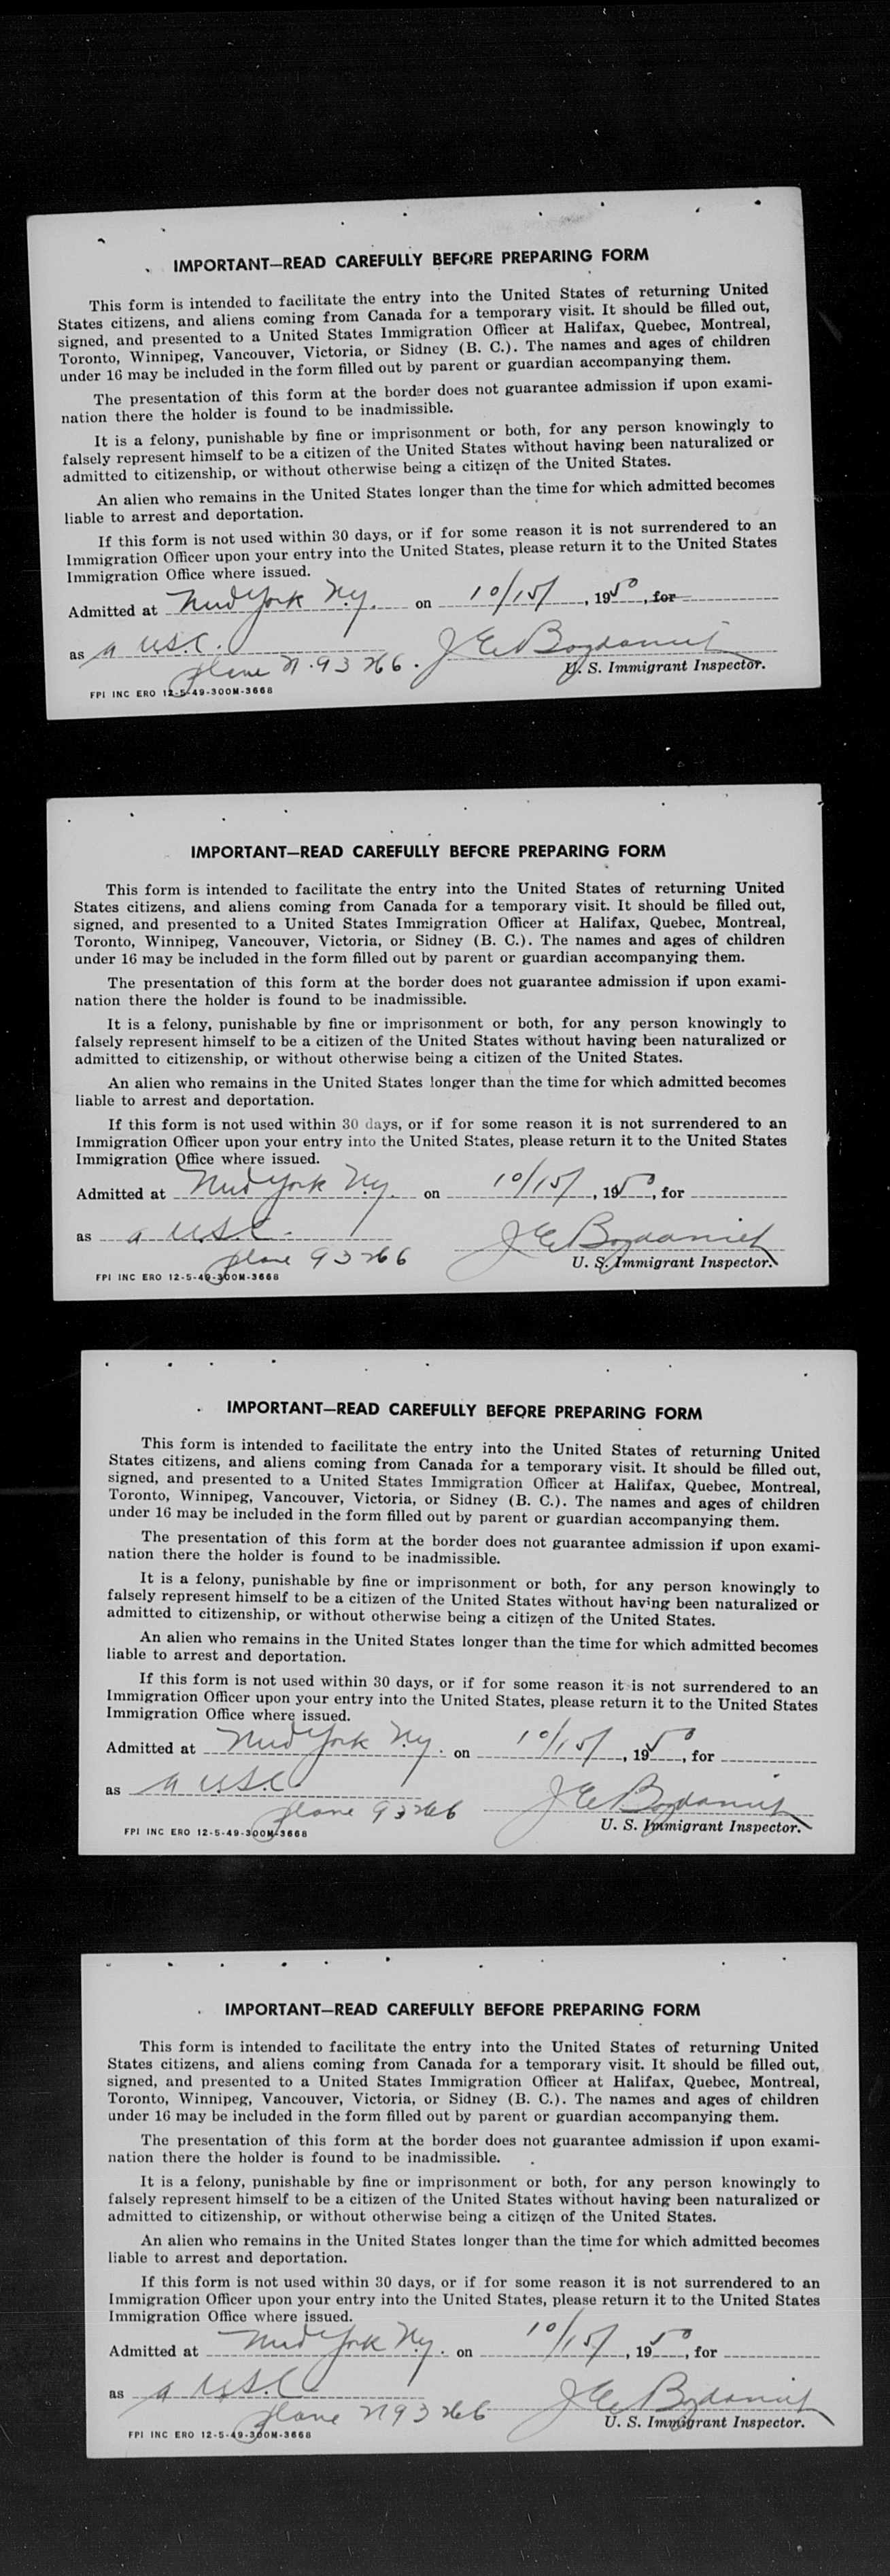 IMPORTANT—READ CAREFULLY BEFORE PREPARING FORM
This form is intended to facilitate the entry into the United States of returning United
States citizens, and aliens coming from Canada for a temporary visit. It should be filled out,
signed, and presented to a United States Immigration Officer at Halifax, Quebec, Montreal,
Toronto, Winnipeg, Vancouver, Victoria, or Sidney (B. C.). The names and ages of children
under 16 may be included in the form filled out by parent or guardian accompanying them.
The presentation of this form at the border does not guarantee admission if upon exami-
nation there the holder is found to be inadmissible.
It is a felony, punishable by fine or imprisonment or both, for any person knowingly to
falsely represent himself to be a citizen of the United States without having been naturalized or
admitted to citizenship, or without otherwise being a citizen of the United States.
An alien who remains in the United States longer than the time for which admitted becomes
liable to arrest and deportation.
If this form is not used within 30 days, or if for some reason it is not surrendered to an
Immigration Officer upon your entry into the United States, please return it to the United States
Immigration Office where issued.
Admitted at New York N.Y. on 10/15/, 1950, for
as a U.S.C.
plane N.93266. U. S. Immigrant Inspector.
FPI INC ERO 12-5-49-300M-3668
IMPORTANT—READ CAREFULLY BEFORE PREPARING FORM
This form is intended to facilitate the entry into the United States of returning United
States citizens, and aliens coming from Canada for a temporary visit. It should be filled out,
signed, and presented to a United States Immigration Officer at Halifax, Quebec, Montreal,
Toronto, Winnipeg, Vancouver, Victoria, or Sidney (B. C.). The names and ages of children
under 16 may be included in the form filled out by parent or guardian accompanying them.
The presentation of this form at the border does not guarantee admission if upon exami-
nation there the holder is found to be inadmissible.
It is a felony, punishable by fine or imprisonment or both, for any person knowingly to
falsely represent himself to be a citizen of the United States without having been naturalized or
admitted to citizenship, or without otherwise being a citizen of the United States.
An alien who remains in the United States longer than the time for which admitted becomes
liable to arrest and deportation.
If this form is not used within 30 days, or if for some reason it is not surrendered to an
Immigration Officer upon your entry into the United States, please return it to the United States
Immigration Office where issued.
Admitted at New York N.Y. on 10/15/, 1950, for
as a U.S.C.
plane 93266 U. S. Immigrant Inspector.
FPI INC ERO 12-5-49-300M-3668
IMPORTANT—READ CAREFULLY BEFORE PREPARING FORM
This form is intended to facilitate the entry into the United States of returning United
States citizens, and aliens coming from Canada for a temporary visit. It should be filled out,
signed, and presented to a United States Immigration Officer at Halifax, Quebec, Montreal,
Toronto, Winnipeg, Vancouver, Victoria, or Sidney (B. C.). The names and ages of children
under 16 may be included in the form filled out by parent or guardian accompanying them.
The presentation of this form at the border does not guarantee admission if upon exami-
nation there the holder is found to be inadmissible.
It is a felony, punishable by fine or imprisonment or both, for any person knowingly to
falsely represent himself to be a citizen of the United States without having been naturalized or
admitted to citizenship, or without otherwise being a citizen of the United States.
An alien who remains in the United States longer than the time for which admitted becomes
liable to arrest and deportation.
If this form is not used within 30 days, or if for some reason it is not surrendered to an
Immigration Officer upon your entry into the United States, please return it to the United States
Immigration Office where issued.
Admitted at New York N.Y. on 10/15/, 1950, for
as a U.S.C.
plane 93266 U. S. Immigrant Inspector.
FPI INC ERO 12-5-49-300M-3668
IMPORTANT—READ CAREFULLY BEFORE PREPARING FORM
This form is intended to facilitate the entry into the United States of returning United
States citizens, and aliens coming from Canada for a temporary visit. It should be filled out,
signed, and presented to a United States Immigration Officer at Halifax, Quebec, Montreal,
Toronto, Winnipeg, Vancouver, Victoria, or Sidney (B. C.). The names and ages of children
under 16 may be included in the form filled out by parent or guardian accompanying them.
The presentation of this form at the border does not guarantee admission if upon exami-
nation there the holder is found to be inadmissible.
It is a felony, punishable by fine or imprisonment or both, for any person knowingly to
falsely represent himself to be a citizen of the United States without having been naturalized or
admitted to citizenship, or without otherwise being a citizen of the United States.
An alien who remains in the United States longer than the time for which admitted becomes
liable to arrest and deportation.
If this form is not used within 30 days, or if for some reason it is not surrendered to an
Immigration Officer upon your entry into the United States, please return it to the United States
Immigration Office where issued.
Admitted at New York N.Y. on 10/15/, 1950, for
as a U.S.C
plane N93266 U. S. Immigrant Inspector.
FPI INC ERO 12-5-49-300M-3668